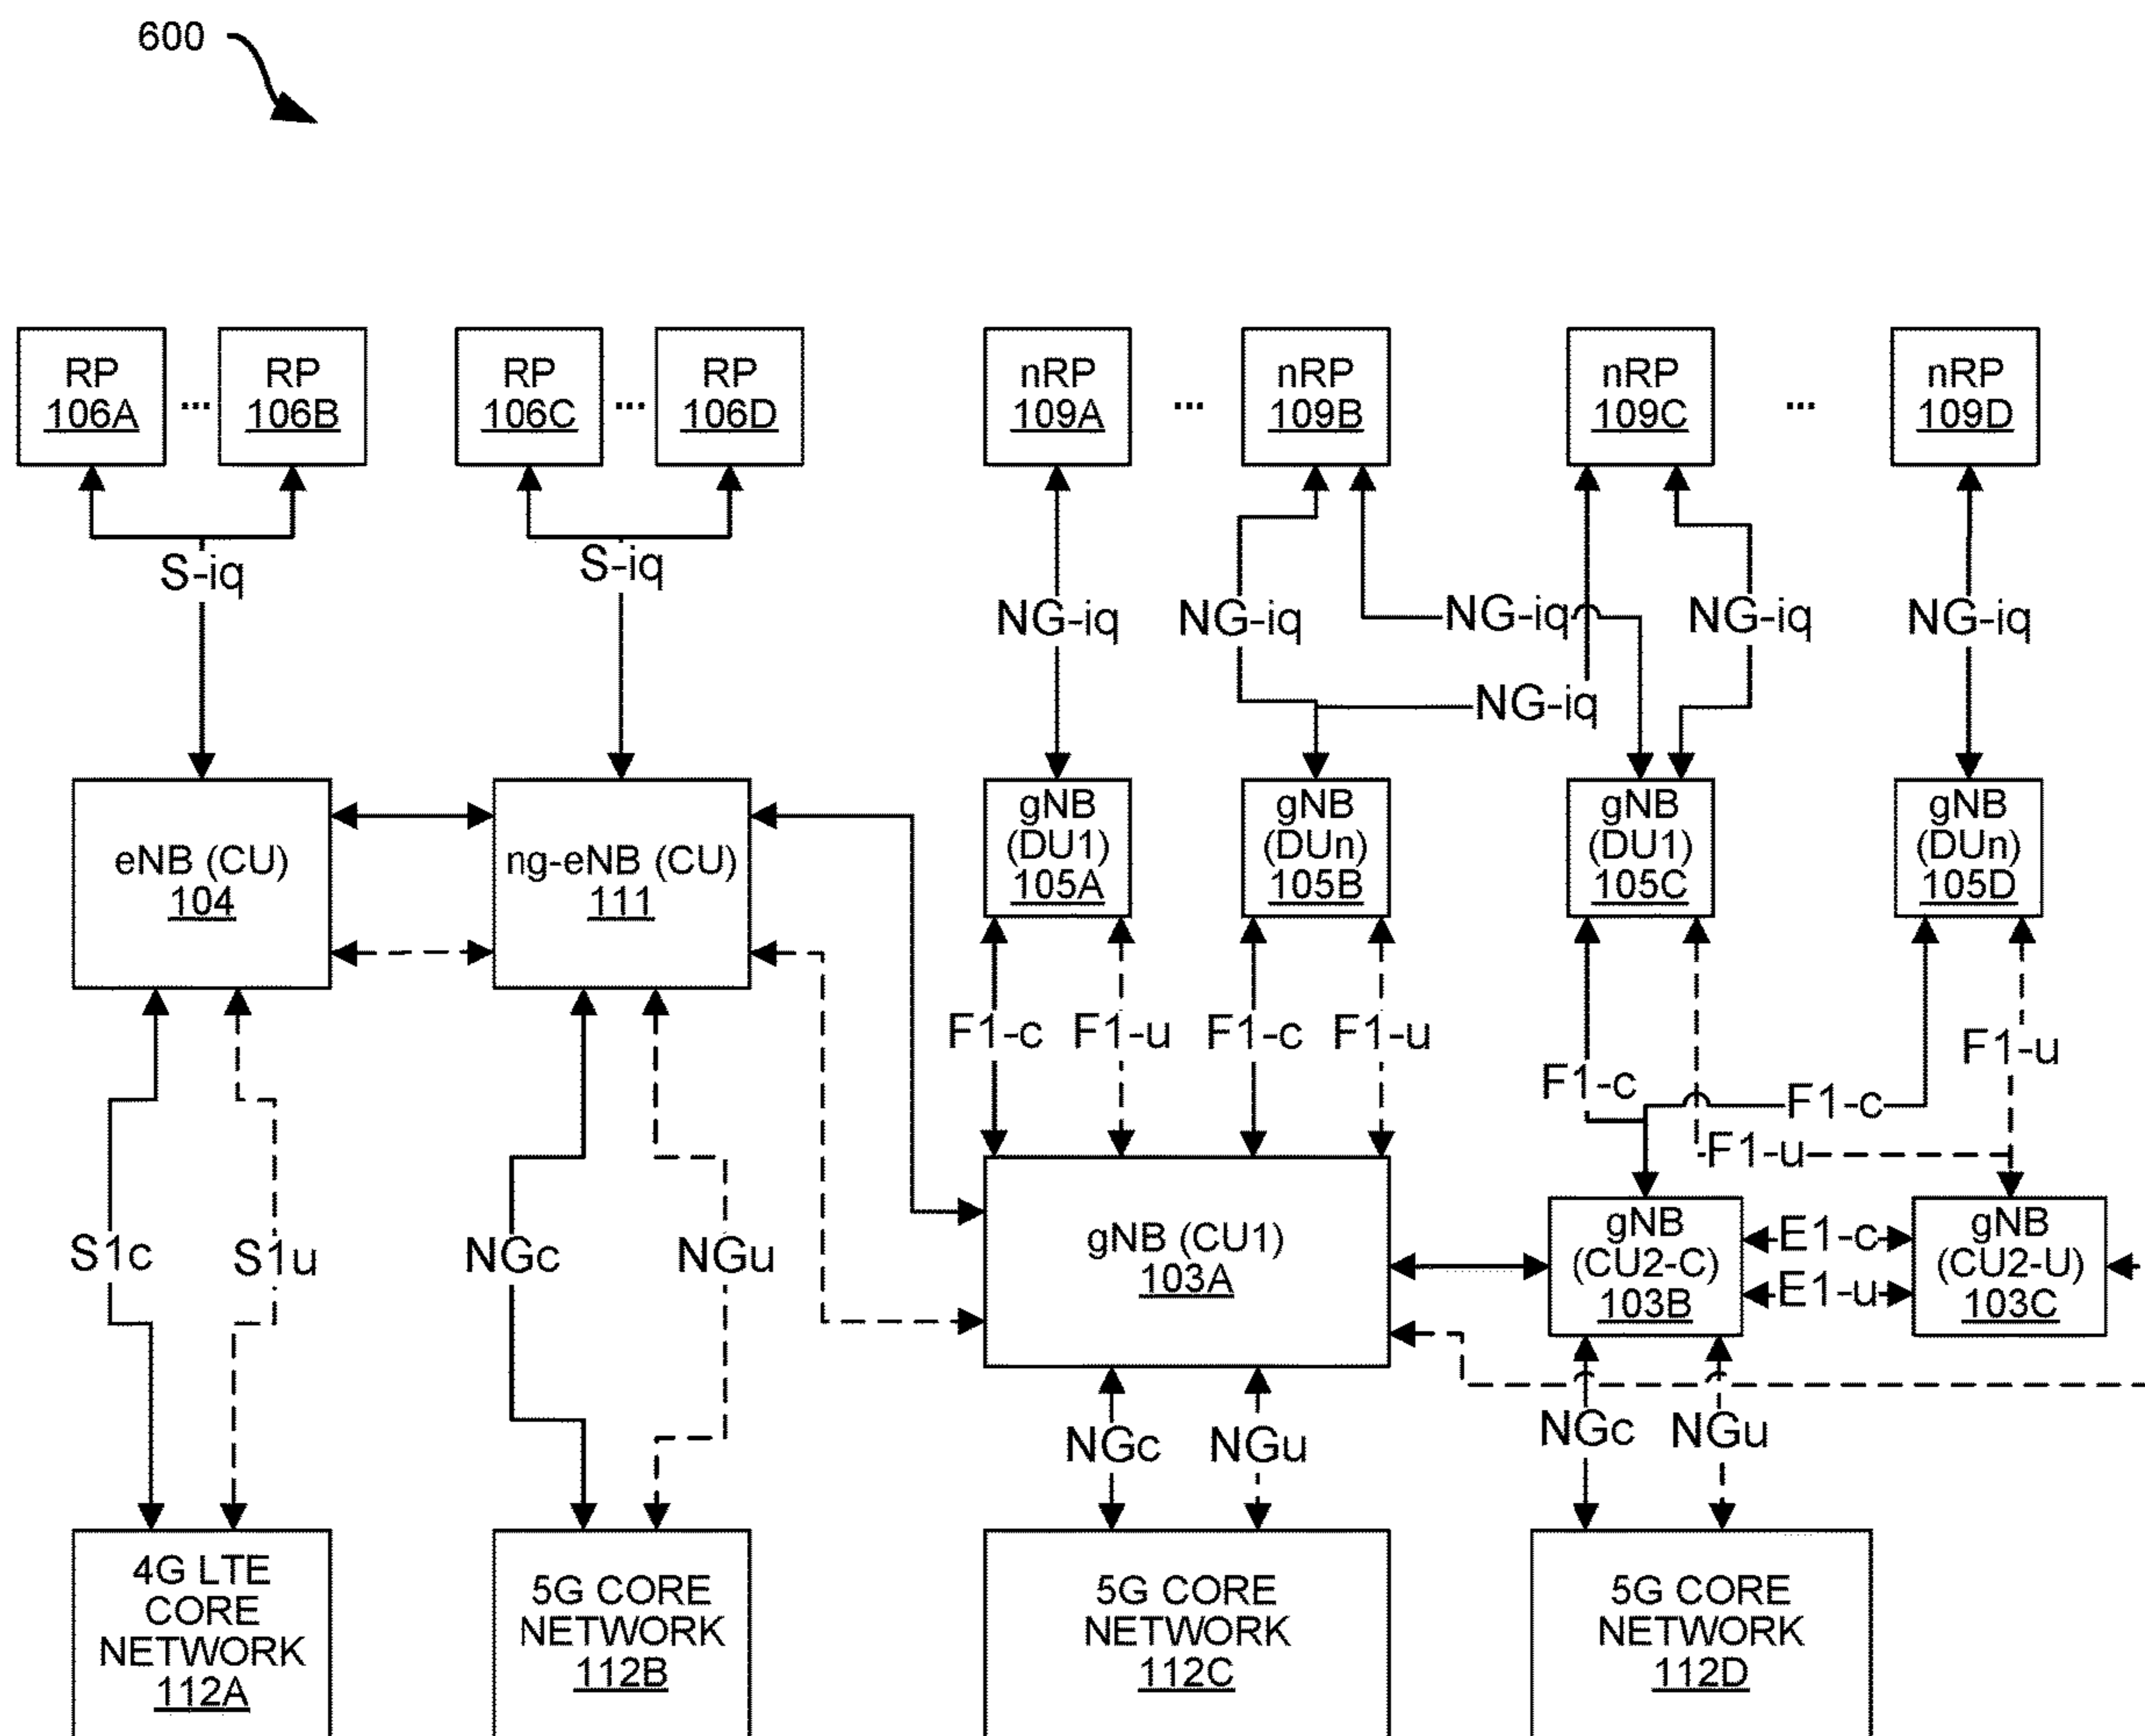 600
RP
106A
...
RP
106B
RP
106C
...
RP
106D
nRP
109A
...
nRP
109B
nRP
109C
...
nRP
109D
S-iq
S-iq
NG-iq
NG-iq
NG-iq
NG-iq
NG-iq
NG-iq
eNB (CU)
104
ng-eNB (CU)
111
gNB
(DU1)
105A
gNB
(DUn)
105B
gNB
(DU1)
105C
gNB
(DUn)
105D
F1-c
F1-u
F1-c
F1-u
F1-c
F1-u
F1-c
F1-u
S1c
S1u
NGc
NGu
gNB (CU1)
103A
gNB
(CU2-C)
103B
E1-c
E1-u
gNB
(CU2-U)
103C
NGc
NGu
NGc
NGu
4G LTE
CORE
NETWORK
112A
5G CORE
NETWORK
112B
5G CORE
NETWORK
112C
5G CORE
NETWORK
112D